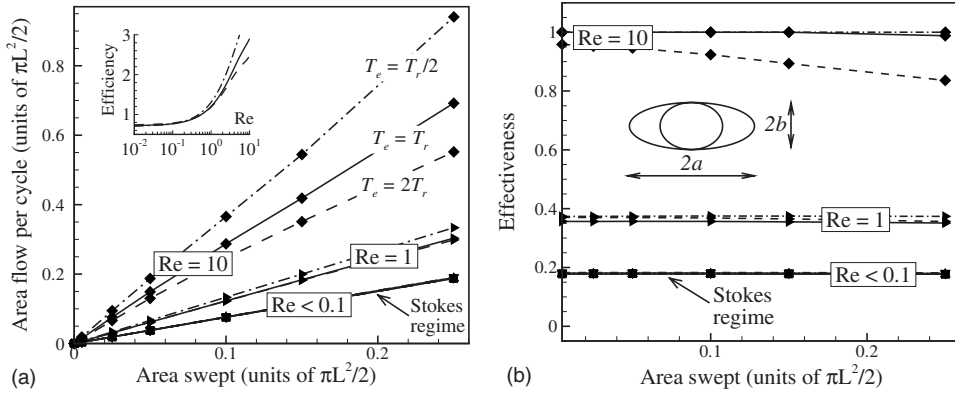 Area flow per cycle (units of πL²/2)
1
0.8
0.6
0.4
0.2
0
0
0.1
0.2
Area swept (units of πL²/2)
(a)
Efficiency
3
2
1
10⁻² 10⁻¹ 10⁰ 10¹
Re
Tₑ = Tᵣ/2
Tₑ = Tᵣ
Tₑ = 2Tᵣ
Re = 10
Re = 1
Re < 0.1
Stokes
regime
Effectiveness
1
0.8
0.6
0.4
0.2
0
0.1
0.2
Area swept (units of πL²/2)
(b)
Re = 10
2b
2a
Re = 1
Re < 0.1
Stokes
regime